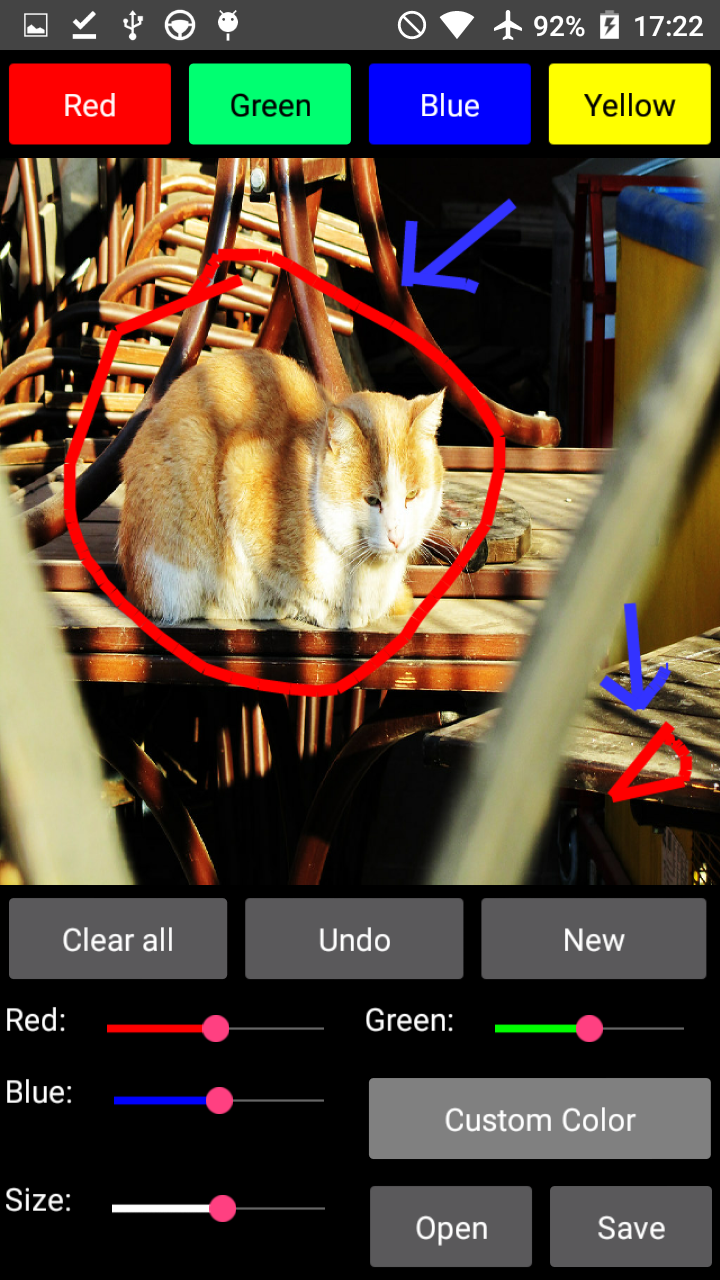 92% 17:22
Red Green Blue Yellow
Clear all Undo New
Red: Green:
Blue: Custom Color
Size: Open Save